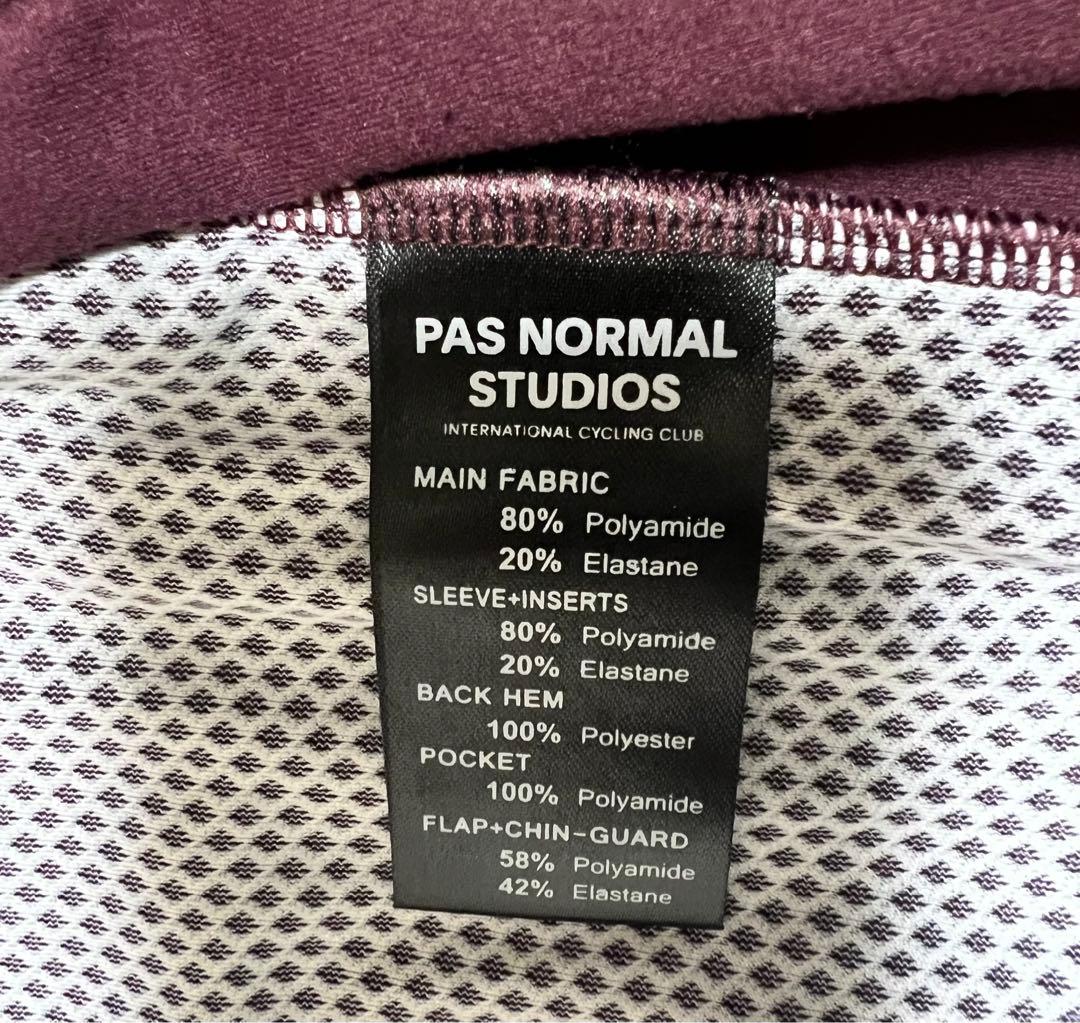 PAS NORMAL
STUDIOS
INTERNATIONAL CYCLING CLUB
MAIN FABRIC
80% Polyamide
20% Elastane
SLEEVE+INSERTS
80% Polyamide
20% Elastane
BACK HEM
100% Polyester
POCKET
100% Polyamide
FLAP+CHIN-GUARD
58% Polyamide
42% Elastane